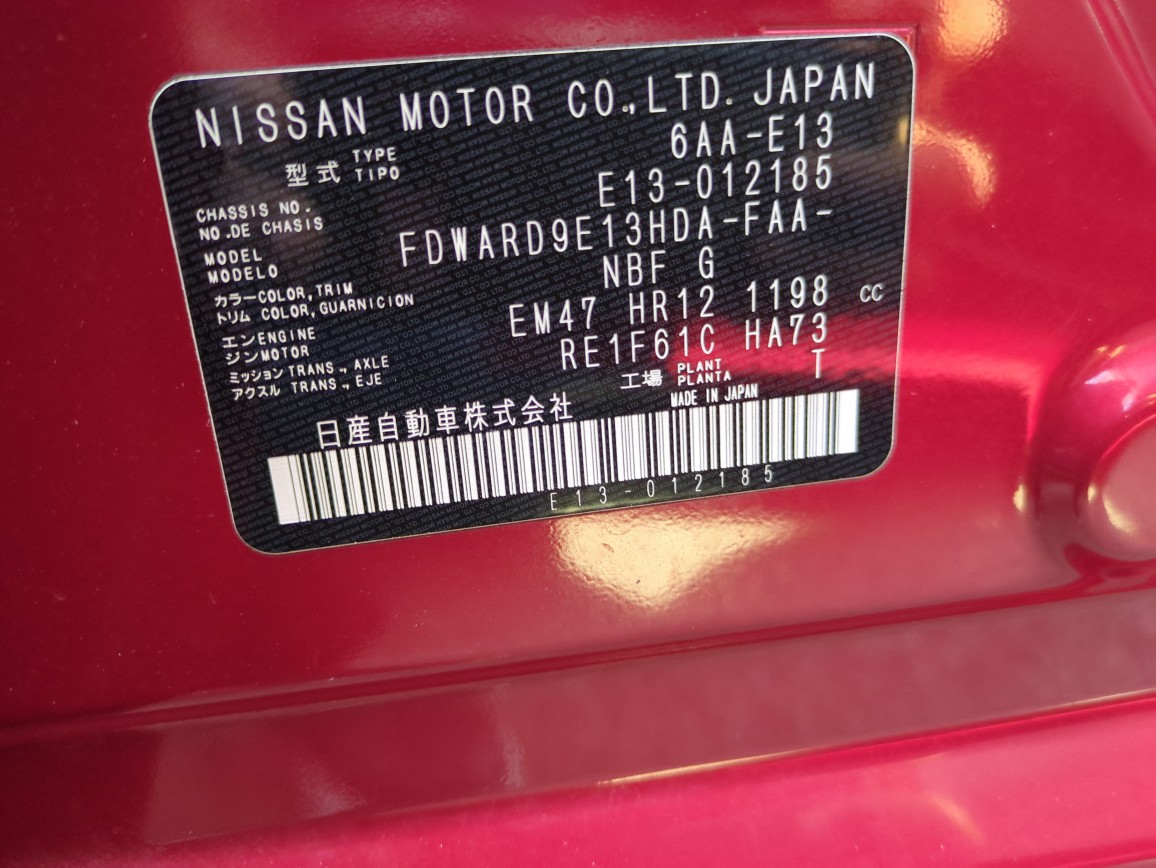 NISSAN MOTOR CO.,LTD. JAPAN
型式 TYPE TIPO 6AA-E13
CHASSIS NO. E13-012185
NO.DE CHASIS
MODEL FDWARD9E13HDA-FAA-
MODELO
カラー COLOR,TRIM NBF G
トリム COLOR,GUARNICION
エン ENGINE EM47 HR12 1198 CC
ジン MOTOR
ミッション TRANS., AXLE RE1F61C HA73
アクスル TRANS., EJE
工場 PLANT PLANTA T
日産自動車株式会社 MADE IN JAPAN
E13-012185